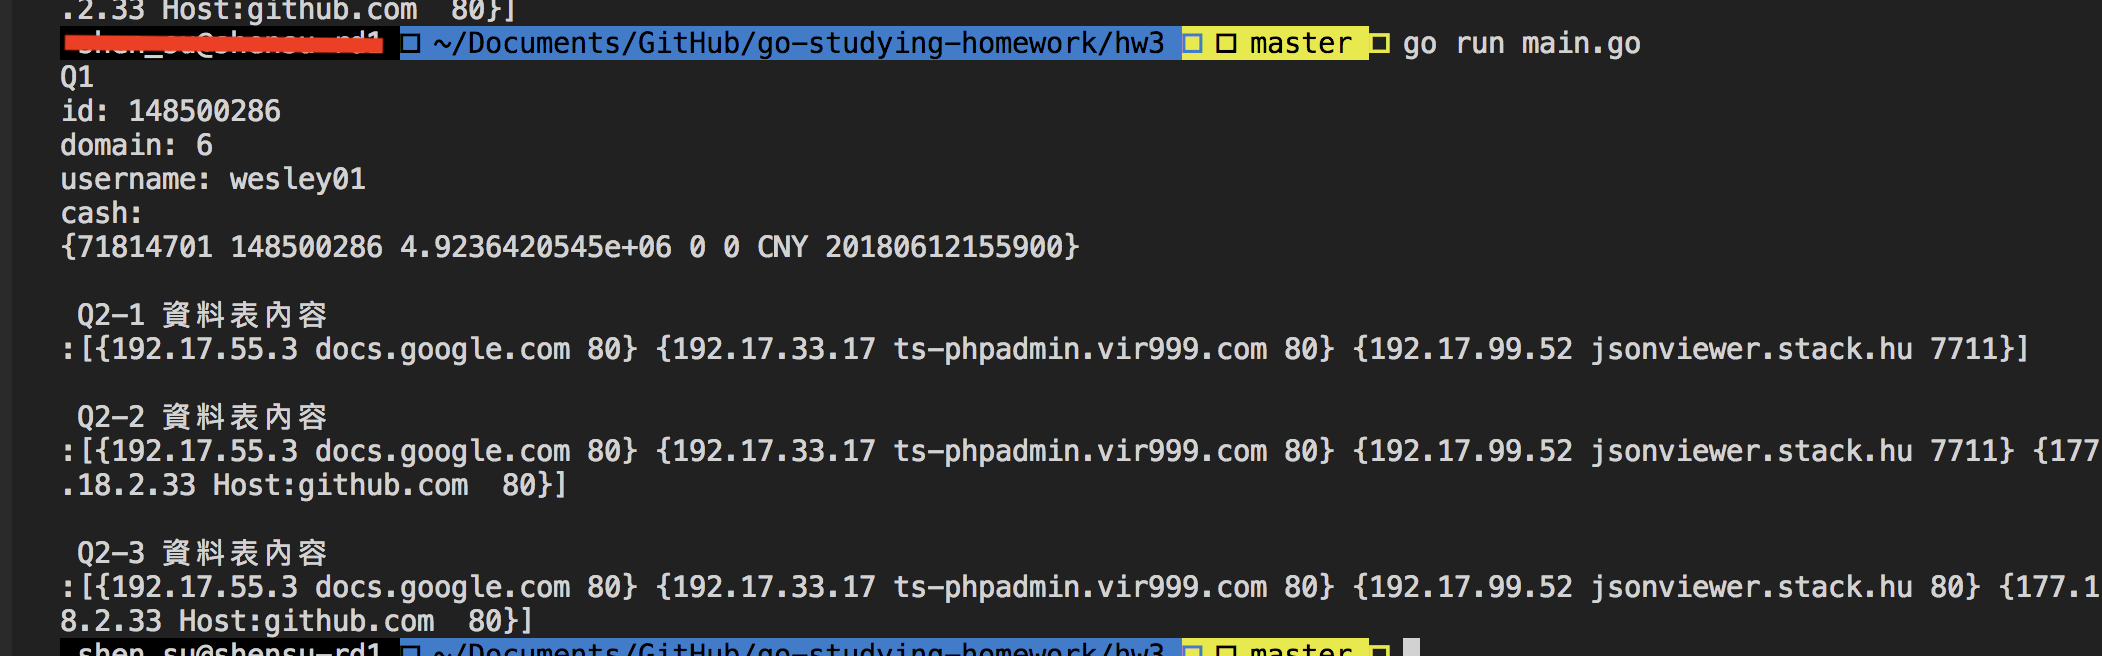 .2.33 Host:github.com  80}]
~/Documents/GitHub/go-studying-homework/hw3 master go run main.go
Q1
id: 148500286
domain: 6
username: wesley01
cash:
{71814701 148500286 4.9236420545e+06 0 0 CNY 20180612155900}
Q2-1 資料表內容
:[{192.17.55.3 docs.google.com 80} {192.17.33.17 ts-phpadmin.vir999.com 80} {192.17.99.52 jsonviewer.stack.hu 7711}]
Q2-2 資料表內容
:[{192.17.55.3 docs.google.com 80} {192.17.33.17 ts-phpadmin.vir999.com 80} {192.17.99.52 jsonviewer.stack.hu 7711} {177
.18.2.33 Host:github.com  80}]
Q2-3 資料表內容
:[{192.17.55.3 docs.google.com 80} {192.17.33.17 ts-phpadmin.vir999.com 80} {192.17.99.52 jsonviewer.stack.hu 80} {177.1
8.2.33 Host:github.com  80}]
shen_su@shensu-rd1 ~/Documents/GitHub/go-studying-homework/hw3 master